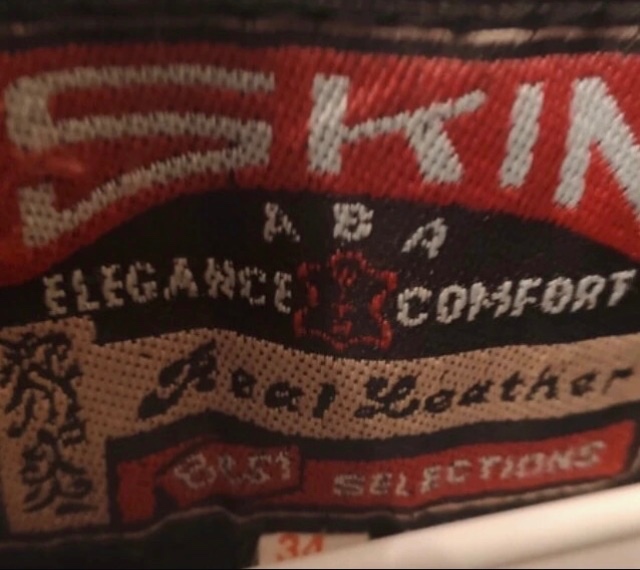 SKIN
ABA
ELEGANCE COMFORT
Real Leather
BEST SELECTIONS
34